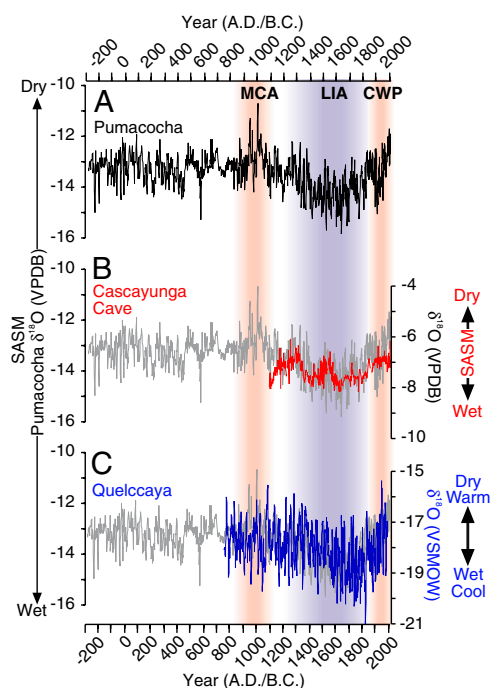 Year (A.D./B.C.)
-200 0 200 400 600 800 1000 1200 1400 1600 1800 2000
Dry
-10
MCA LIA CWP
A
Pumacocha
-12
-14
-16
-10
B
Cascayunga
Cave
-12
-14
-16
-4
-6
-8
-10
δ¹⁸O (VPDB)
Dry
SASM
Wet
SASM
Pumacocha δ¹⁸O (VPDB)
-10
C
Quelccaya
-12
-14
-16
-15
-17
-19
-21
δ¹⁸O (VSMOW)
Dry
Warm
Wet
Cool
Wet
-200 0 200 400 600 800 1000 1200 1400 1600 1800 2000
Year (A.D./B.C.)